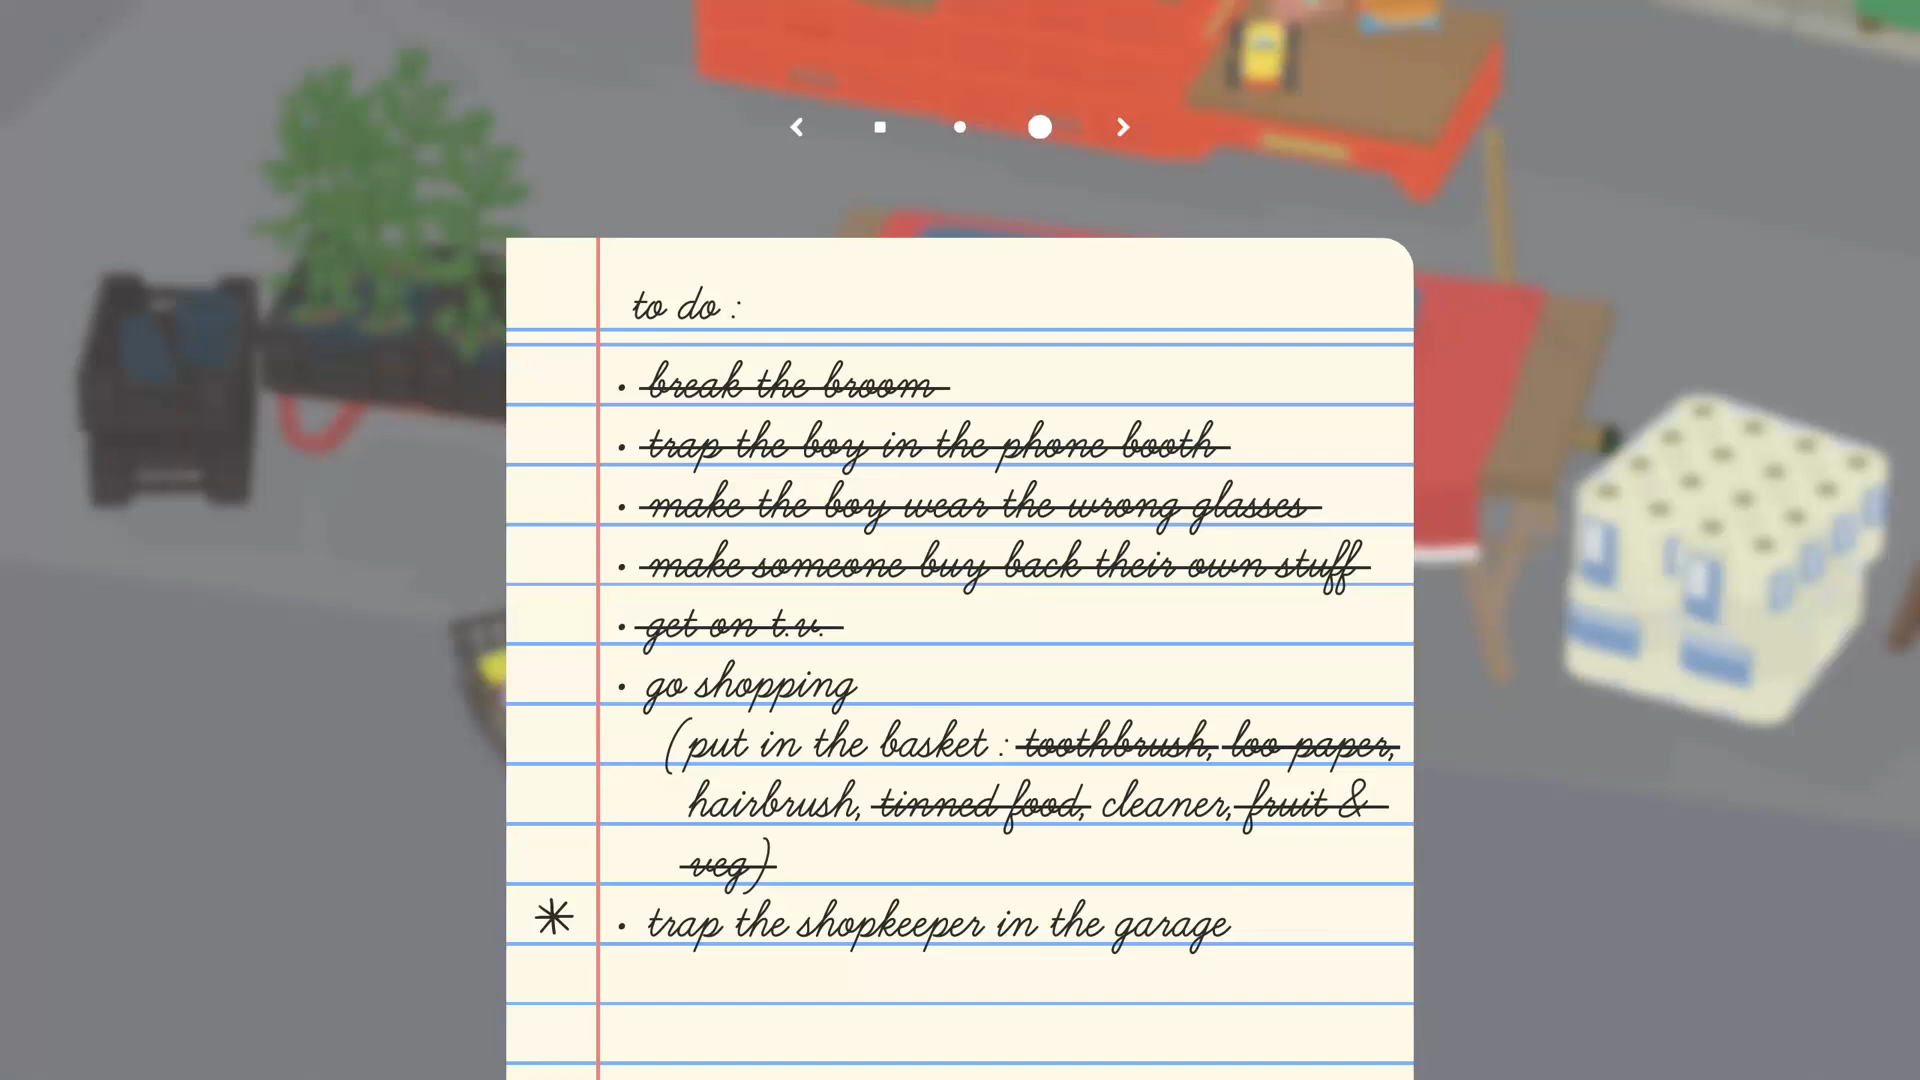 to do :
• break the broom
• trap the boy in the phone booth
• make the boy wear the wrong glasses
• make someone buy back their own stuff
• get on t.v.
• go shopping
(put in the basket : toothbrush, loo paper,
hairbrush, tinned food, cleaner, fruit &
veg)
* • trap the shopkeeper in the garage